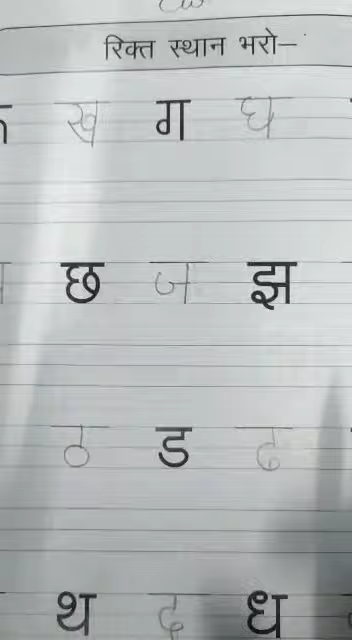 रिक्त स्थान भरो—
ख ग घ
छ ज झ
ठ ड ढ
थ द ध